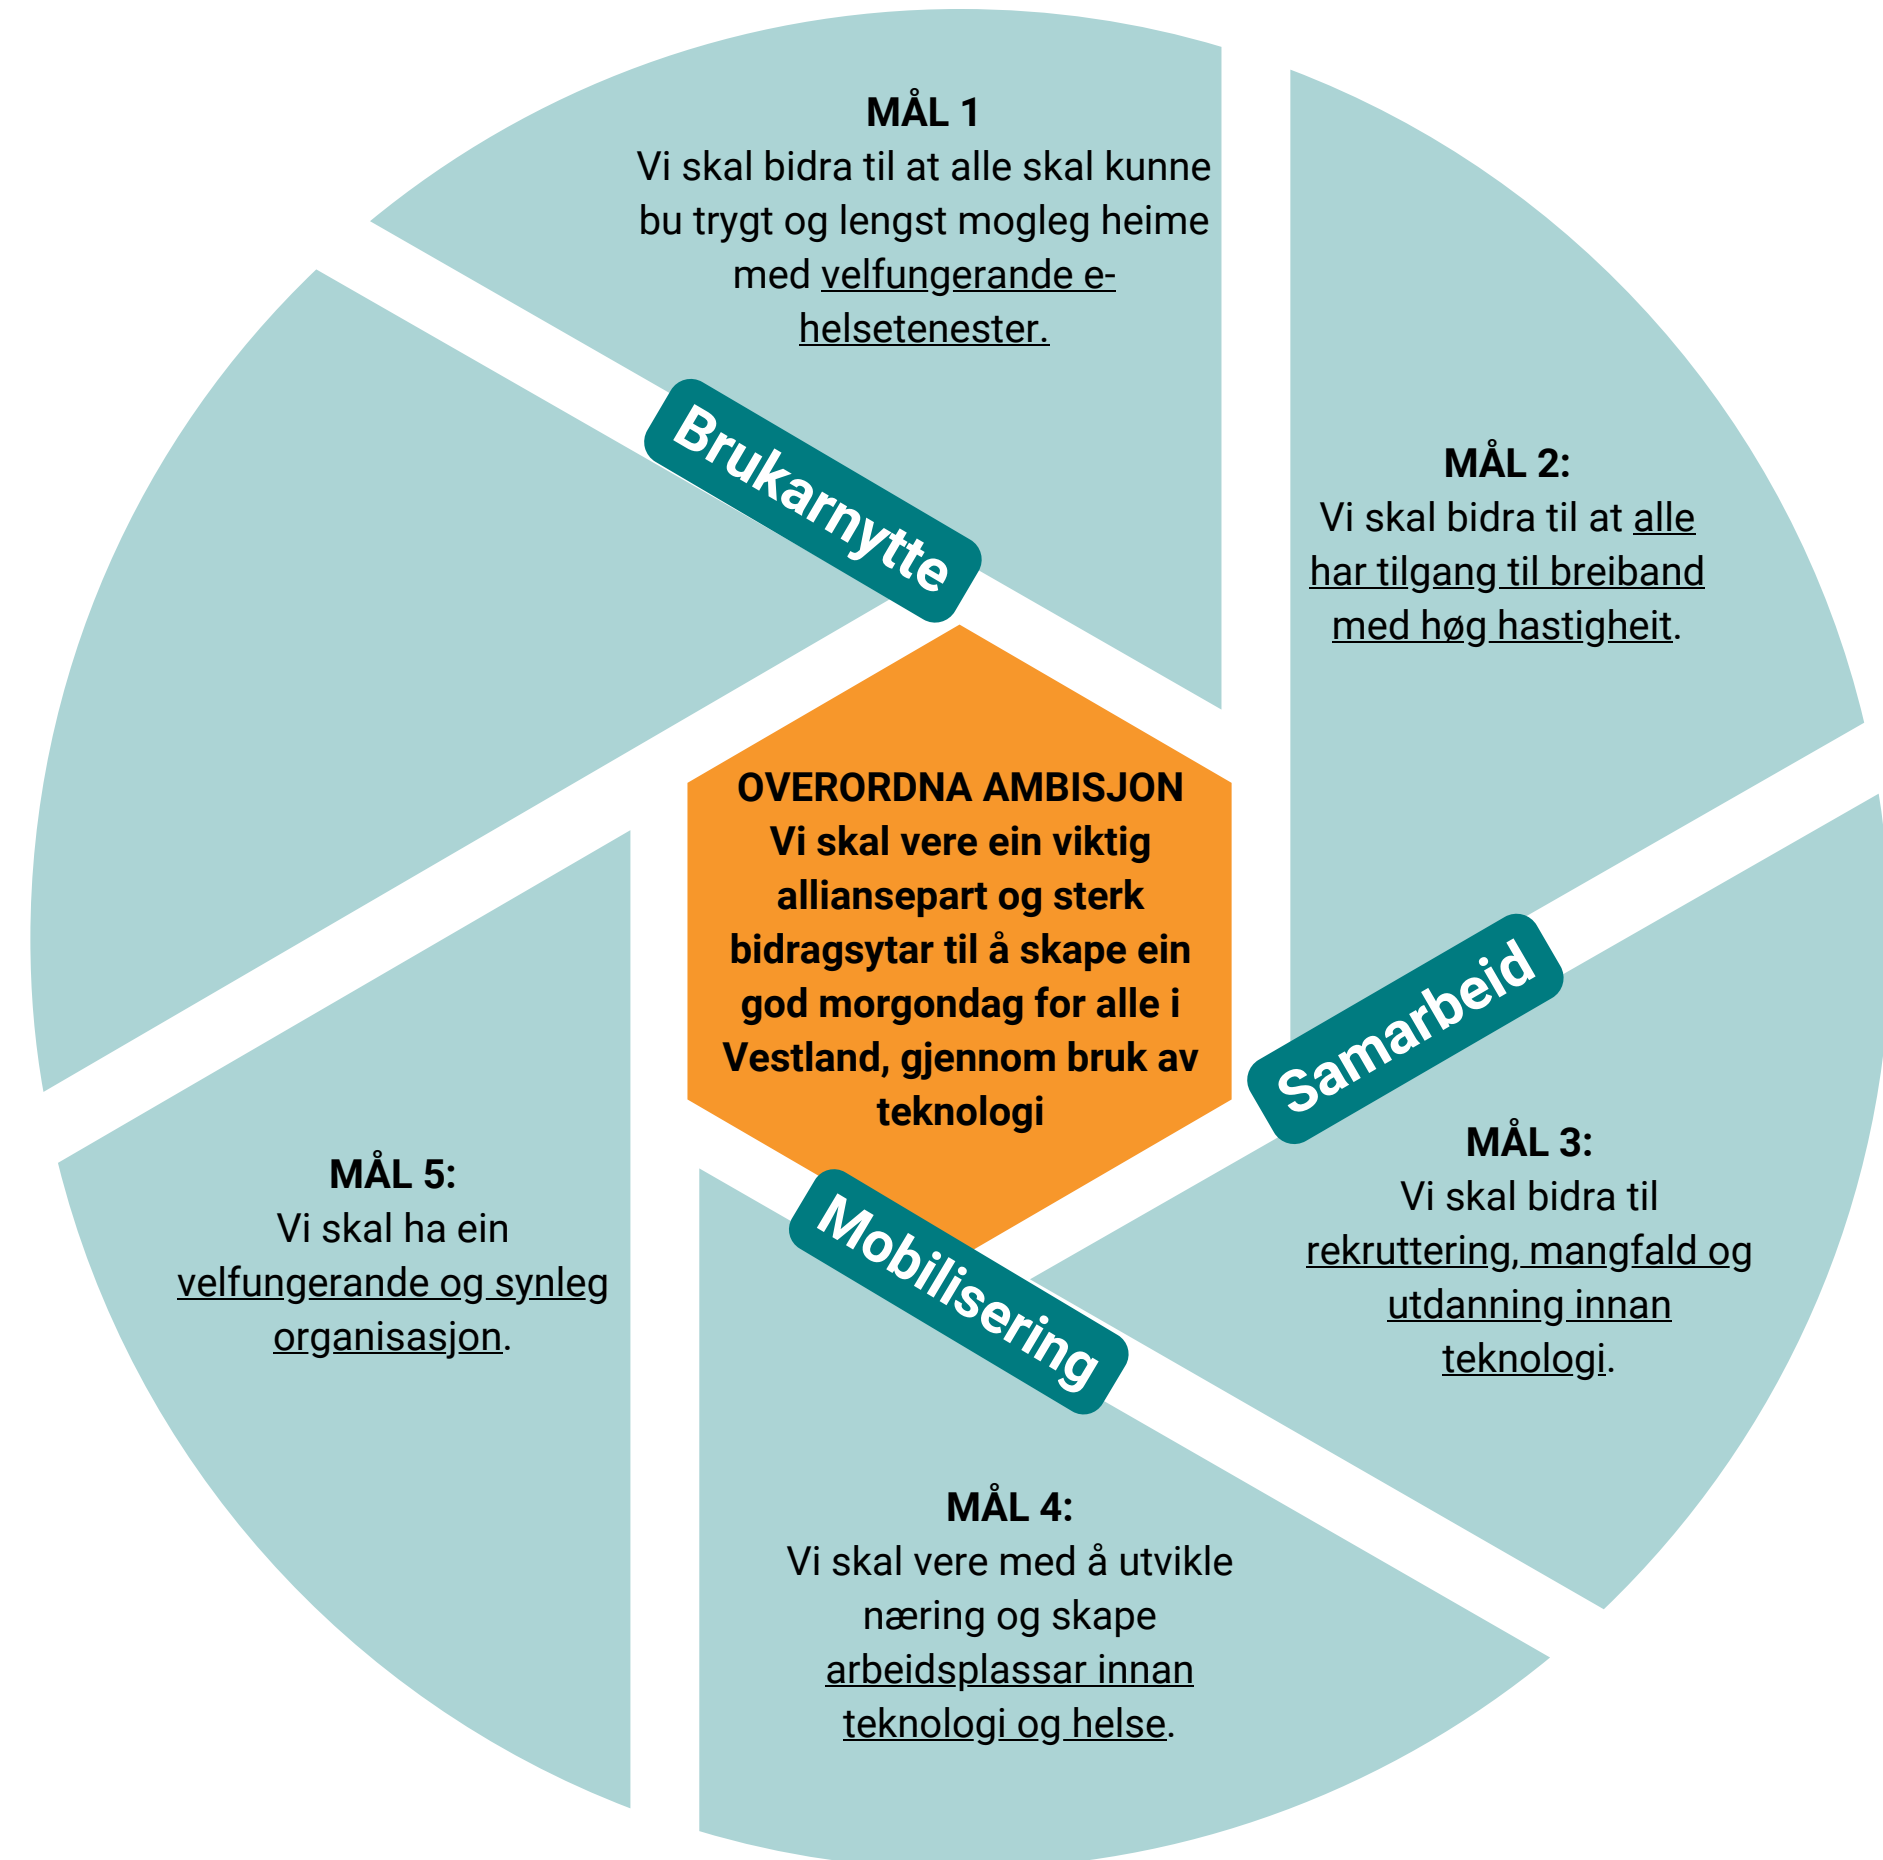 MÅL 1
Vi skal bidra til at alle skal kunne
bu trygt og lengst mogleg heime
med velfungerande e-
helsetenester.
Brukarnytte
MÅL 2:
Vi skal bidra til at alle
har tilgang til breiband
med høg hastigheit.
OVERORDNA AMBISJON
Vi skal vere ein viktig
alliansepart og sterk
bidragsytar til å skape ein
god morgondag for alle i
Vestland, gjennom bruk av
teknologi
Samarbeid
MÅL 3:
Vi skal bidra til
rekruttering, mangfald og
utdanning innan
teknologi.
Mobilisering
MÅL 4:
Vi skal vere med å utvikle
næring og skape
arbeidsplassar innan
teknologi og helse.
MÅL 5:
Vi skal ha ein
velfungerande og synleg
organisasjon.